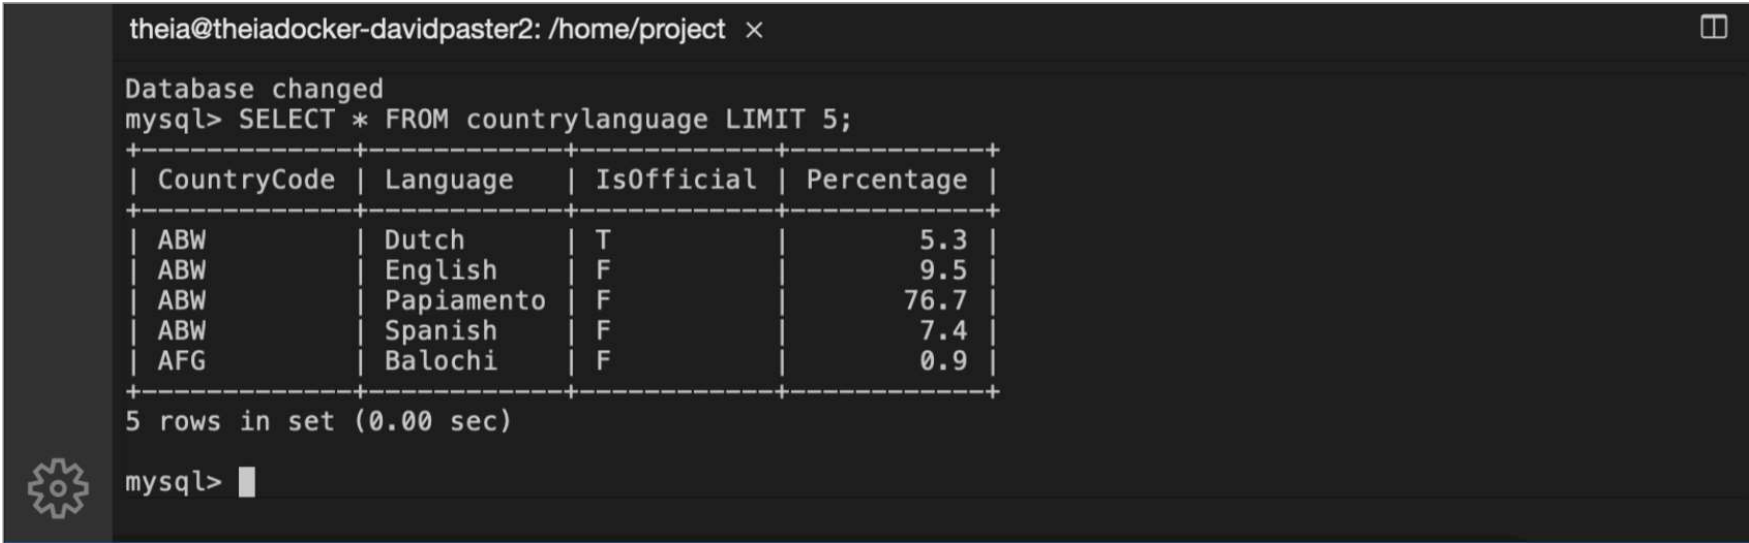 theia@theiadocker-davidpaster2: /home/project ×
Database changed
mysql> SELECT * FROM countrylanguage LIMIT 5;
+-------------+------------+------------+------------+
| CountryCode | Language   | IsOfficial | Percentage |
+-------------+------------+------------+------------+
| ABW         | Dutch      | T          |        5.3 |
| ABW         | English    | F          |        9.5 |
| ABW         | Papiamento | F          |       76.7 |
| ABW         | Spanish    | F          |        7.4 |
| AFG         | Balochi    | F          |        0.9 |
+-------------+------------+------------+------------+
5 rows in set (0.00 sec)
mysql>